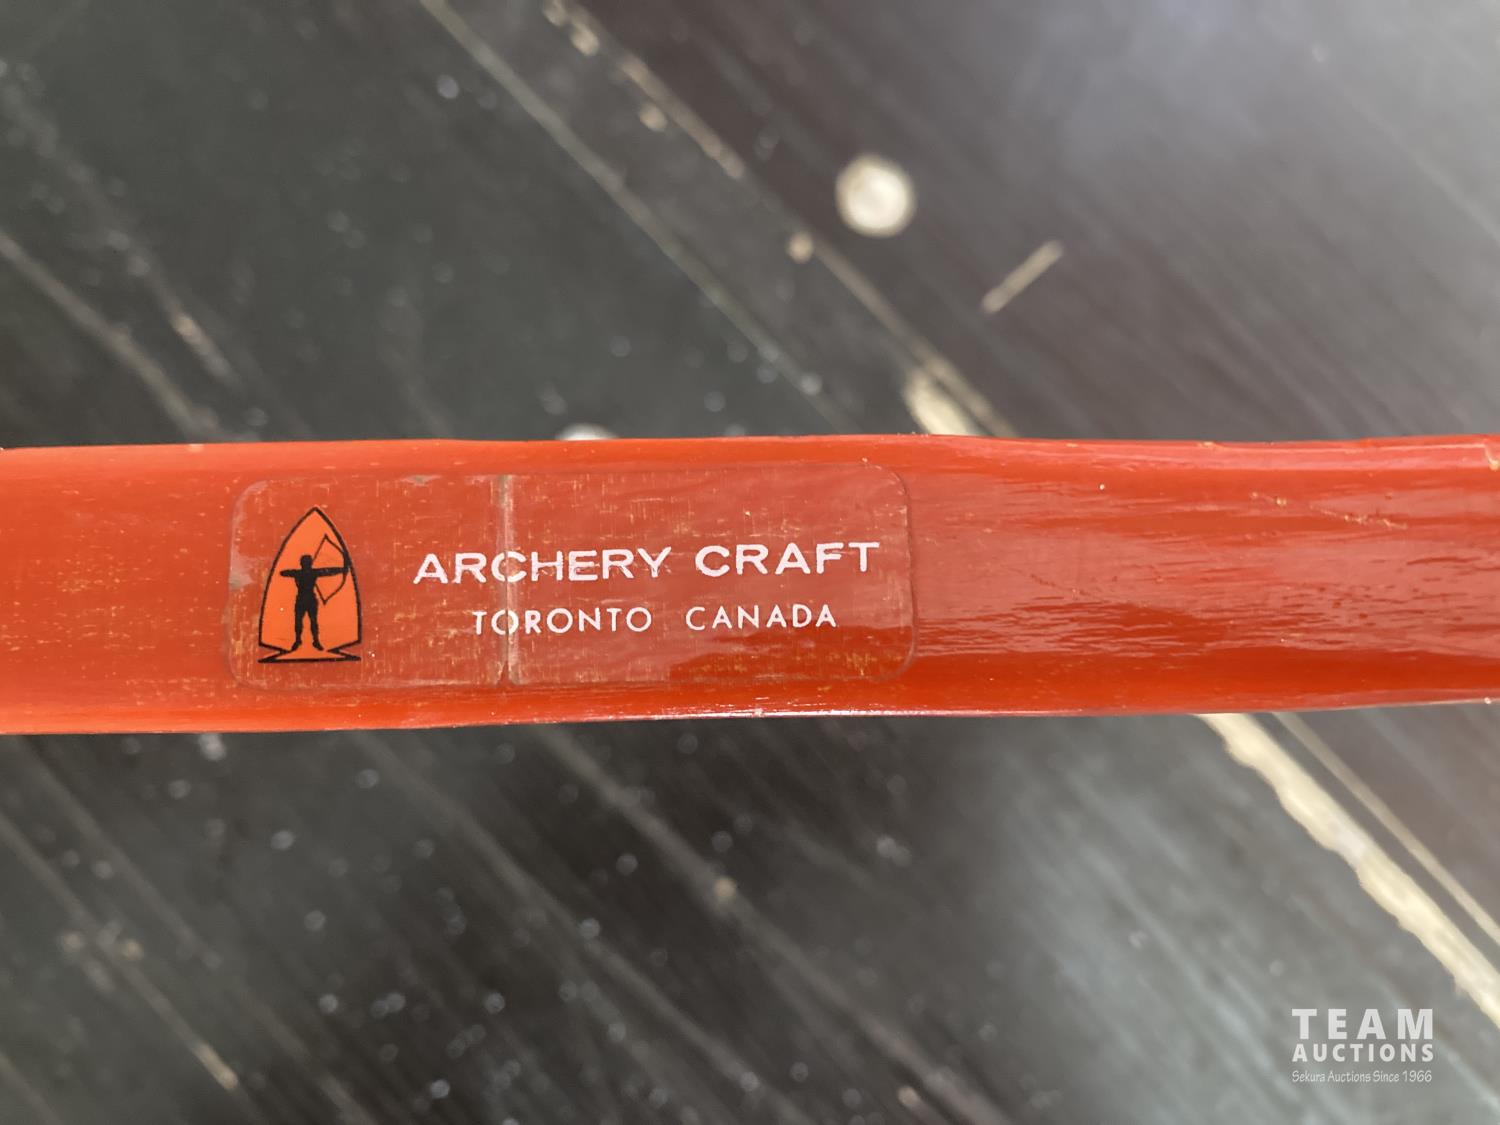 ARCHERY CRAFT
TORONTO CANADA
TEAM
AUCTIONS
Sekura Auctions Since 1966